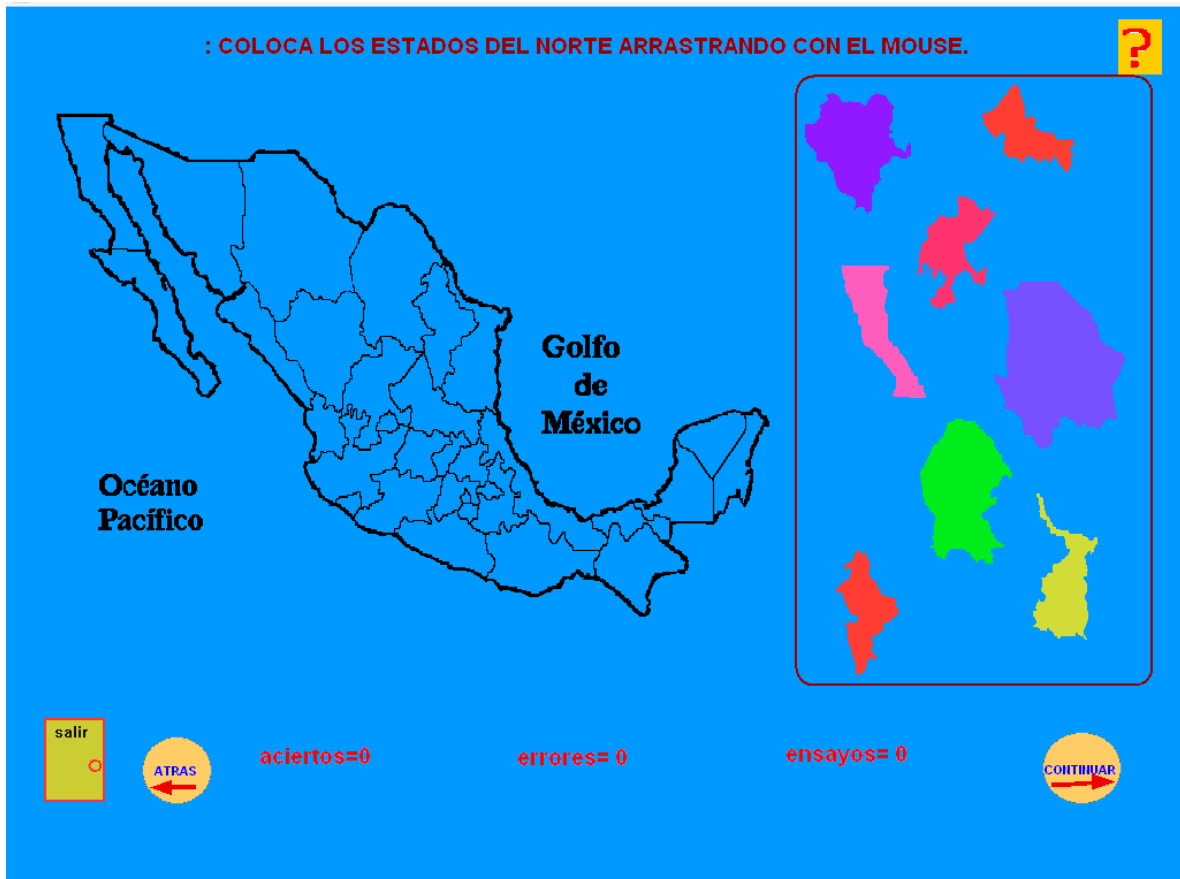 : COLOCA LOS ESTADOS DEL NORTE ARRASTRANDO CON EL MOUSE.
?
Golfo
de
México
Océano
Pacífico
salir
ATRAS
aciertos=0
errores= 0
ensayos= 0
CONTINUAR